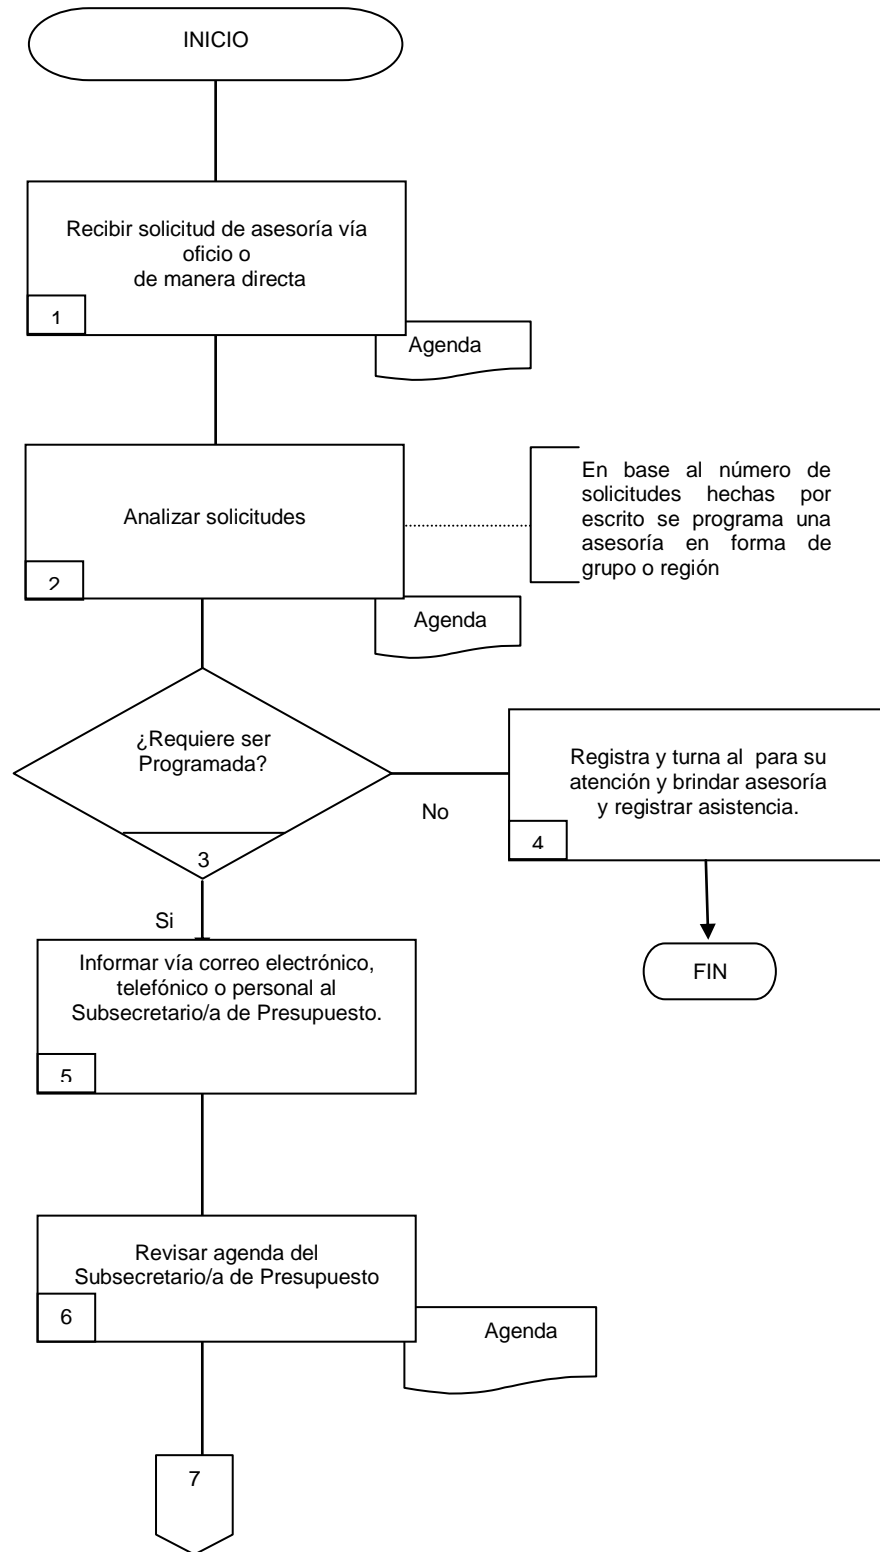 INICIO
Recibir solicitud de asesoría vía
oficio o
de manera directa
1
Agenda
Analizar solicitudes
2
En base al número de
solicitudes hechas por
escrito se programa una
asesoría en forma de
grupo o región
Agenda
¿Requiere ser
Programada?
3
No
Registra y turna al para su
atención y brindar asesoría
y registrar asistencia.
4
FIN
Si
Informar vía correo electrónico,
telefónico o personal al
Subsecretario/a de Presupuesto.
5
Revisar agenda del
Subsecretario/a de Presupuesto
6
Agenda
7